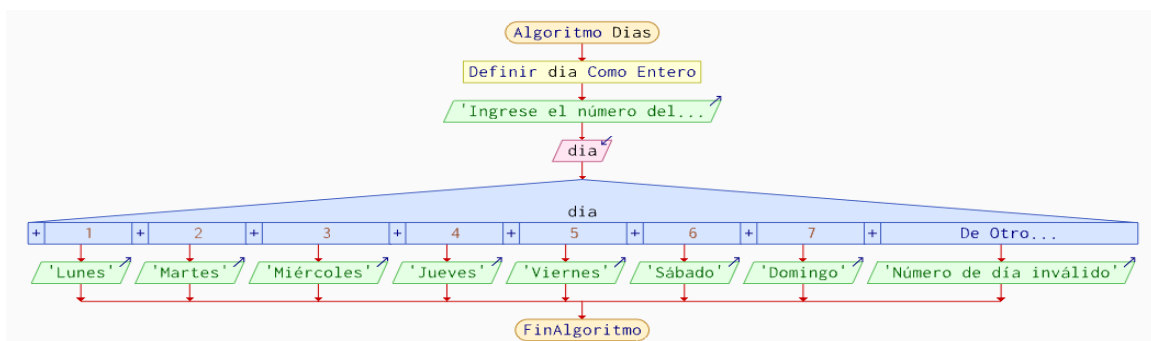 Algoritmo Dias
Definir dia Como Entero
'Ingrese el número del...
dia
dia
+ 1 + 2 + 3 + 4 + 5 + 6 + 7 + De Otro...
'Lunes' 'Martes' 'Miércoles' 'Jueves' 'Viernes' 'Sábado' 'Domingo' 'Número de día inválido'
FinAlgoritmo